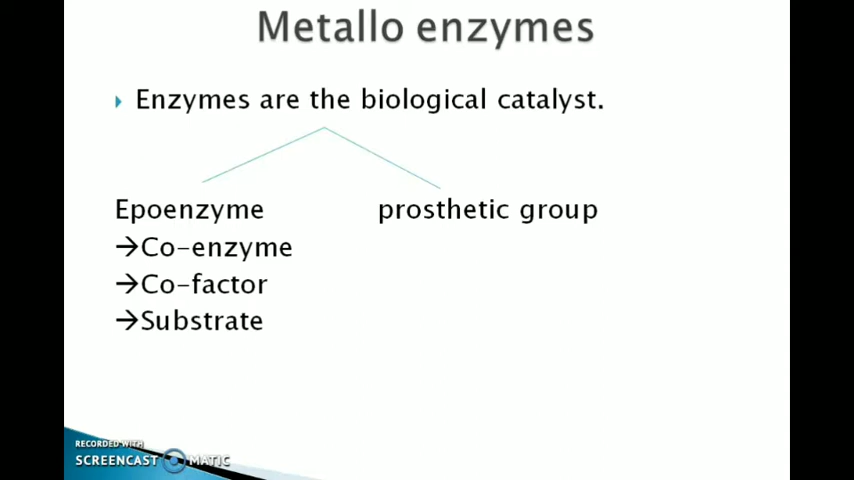 Metallo enzymes
Enzymes are the biological catalyst.
Epoenzyme prosthetic group
→Co-enzyme
→Co-factor
→Substrate
RECORDED WITH
SCREENCAST MATIC